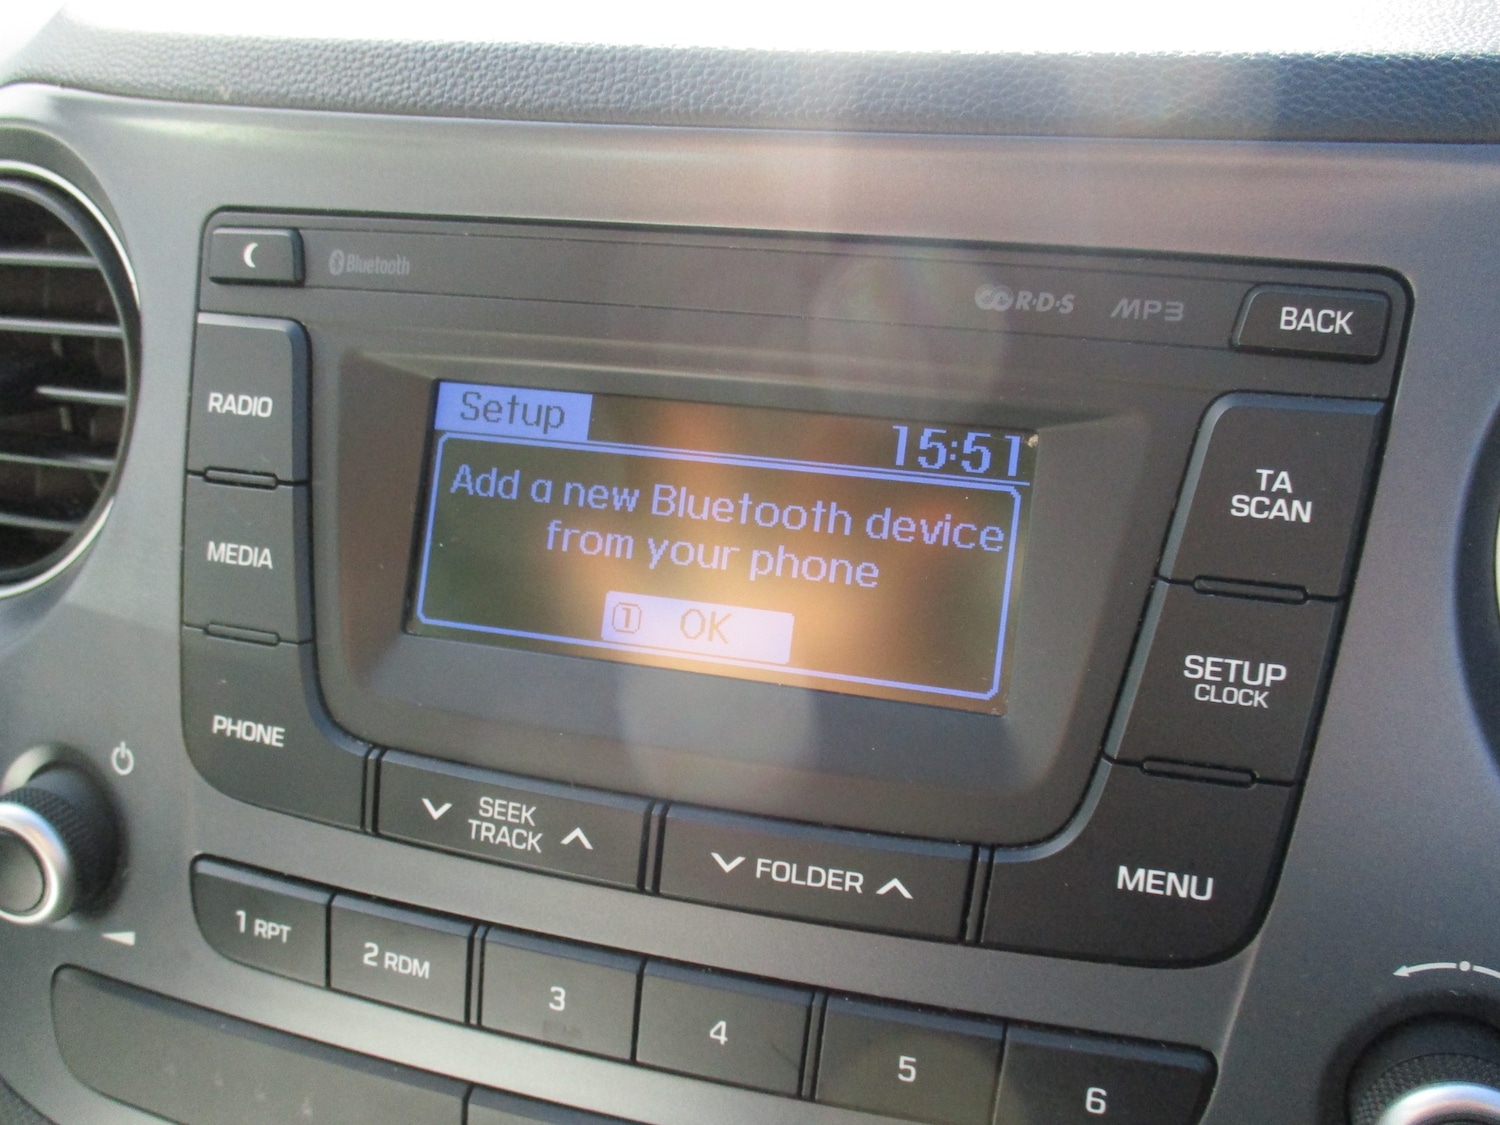 Bluetooth
R·D·S
MP3
BACK
RADIO
MEDIA
PHONE
Setup
15:51
Add a new Bluetooth device
from your phone
1 OK
TA
SCAN
SETUP
CLOCK
MENU
SEEK
TRACK
FOLDER
1 RPT
2 RDM
3
4
5
6